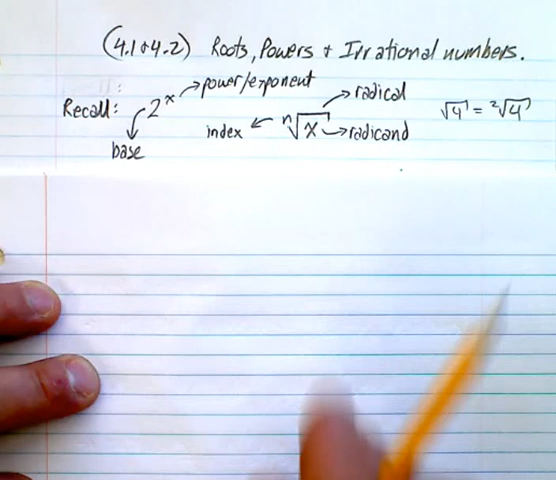 (4.1+4.2) Roots, Powers + Irrational numbers.
Recall: 2^x → power/exponent
base
index ← ⁿ√x → radicand
→ radical
√4 = ²√4